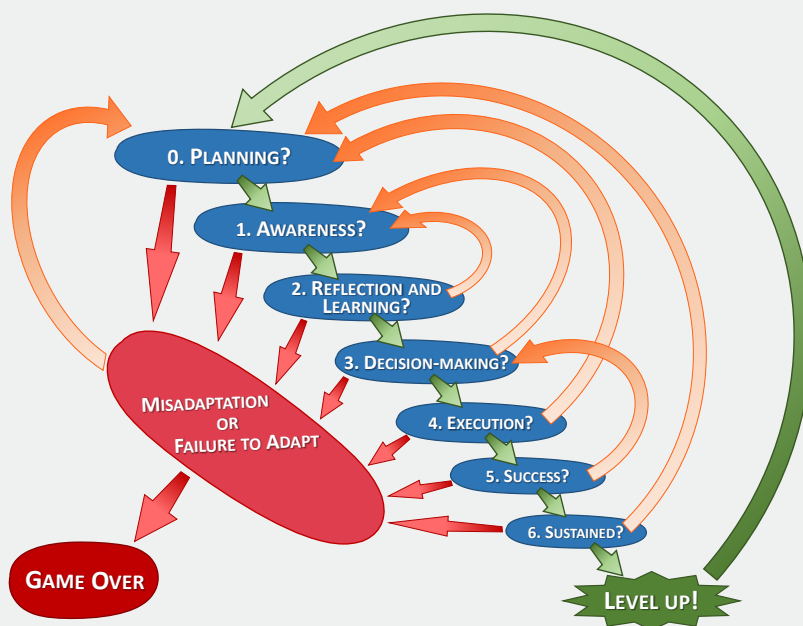 0. PLANNING?
1. AWARENESS?
2. REFLECTION AND
LEARNING?
3. DECISION-MAKING?
MISADAPTATION
OR
FAILURE TO ADAPT
4. EXECUTION?
5. SUCCESS?
6. SUSTAINED?
GAME OVER
LEVEL UP!